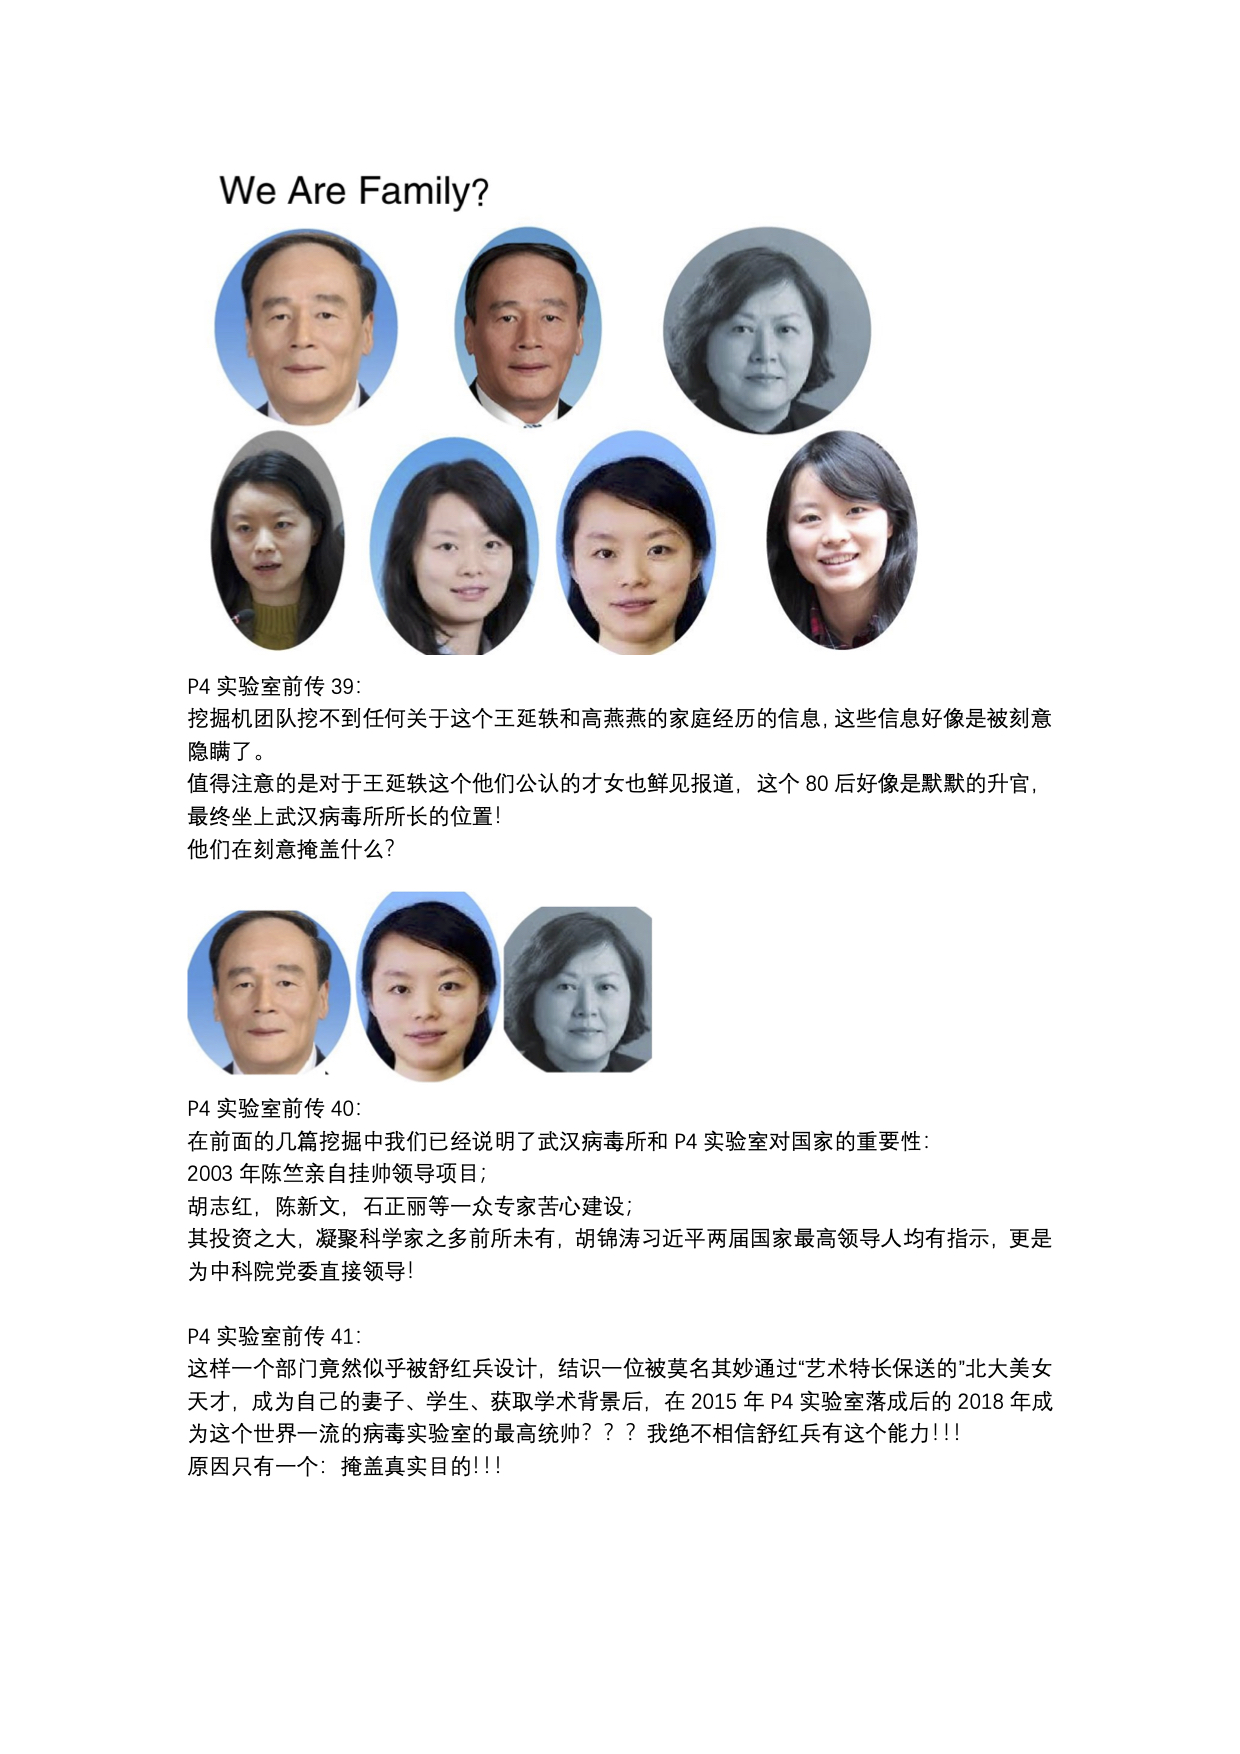 We Are Family?
P4 实验室前传 39：
挖掘机团队挖不到任何关于这个王延轶和高燕燕的家庭经历的信息，这些信息好像是被刻意
隐瞒了。
值得注意的是对于王延轶这个他们公认的才女也鲜见报道，这个 80 后好像是默默的升官，
最终坐上武汉病毒所所长的位置！
他们在刻意掩盖什么？
P4 实验室前传 40：
在前面的几篇挖掘中我们已经说明了武汉病毒所和 P4 实验室对国家的重要性：
2003 年陈竺亲自挂帅领导项目；
胡志红，陈新文，石正丽等一众专家苦心建设；
其投资之大，凝聚科学家之多前所未有，胡锦涛习近平两届国家最高领导人均有指示，更是
为中科院党委直接领导！
P4 实验室前传 41：
这样一个部门竟然似乎被舒红兵设计，结识一位被莫名其妙通过“艺术特长保送的”北大美女
天才，成为自己的妻子、学生、获取学术背景后，在 2015 年 P4 实验室落成后的 2018 年成
为这个世界一流的病毒实验室的最高统帅？？？我绝不相信舒红兵有这个能力！！！
原因只有一个：掩盖真实目的！！！